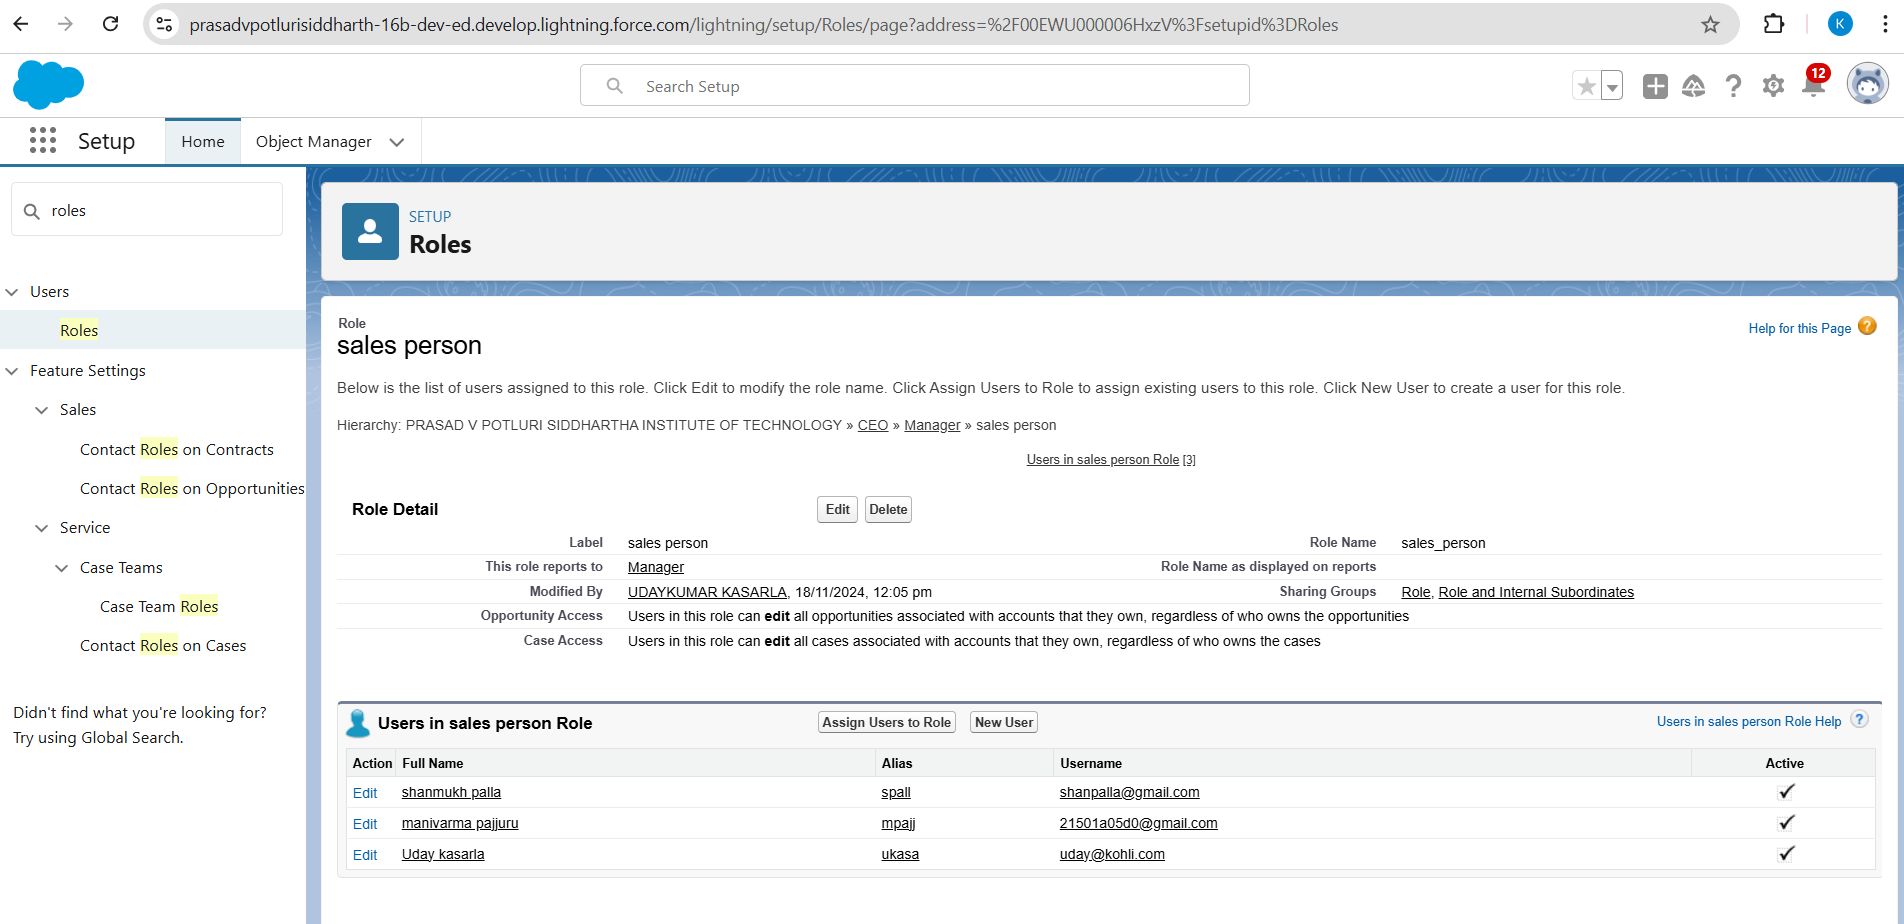 prasadvpotlurisiddharth-16b-dev-ed.develop.lightning.force.com/lightning/setup/Roles/page?address=%2F00EWU000006HxzV%3Fsetupid%3DRoles
K
Search Setup
12
Setup
Home
Object Manager
roles
Users
Roles
Feature Settings
Sales
Contact Roles on Contracts
Contact Roles on Opportunities
Service
Case Teams
Case Team Roles
Contact Roles on Cases
Didn't find what you're looking for?
Try using Global Search.
SETUP
Roles
Role
sales person
Help for this Page ?
Below is the list of users assigned to this role. Click Edit to modify the role name. Click Assign Users to Role to assign existing users to this role. Click New User to create a user for this role.
Hierarchy: PRASAD V POTLURI SIDDHARTHA INSTITUTE OF TECHNOLOGY » CEO » Manager » sales person
Users in sales person Role [3]
Role Detail Edit Delete
Label sales person Role Name sales_person
This role reports to Manager Role Name as displayed on reports
Modified By UDAYKUMAR KASARLA, 18/11/2024, 12:05 pm Sharing Groups Role, Role and Internal Subordinates
Opportunity Access Users in this role can edit all opportunities associated with accounts that they own, regardless of who owns the opportunities
Case Access Users in this role can edit all cases associated with accounts that they own, regardless of who owns the cases
Users in sales person Role Assign Users to Role New User Users in sales person Role Help ?
Action Full Name Alias Username Active
Edit shanmukh palla spall shanpalla@gmail.com
Edit manivarma pajjuru mpajj 21501a05d0@gmail.com
Edit Uday kasarla ukasa uday@kohli.com